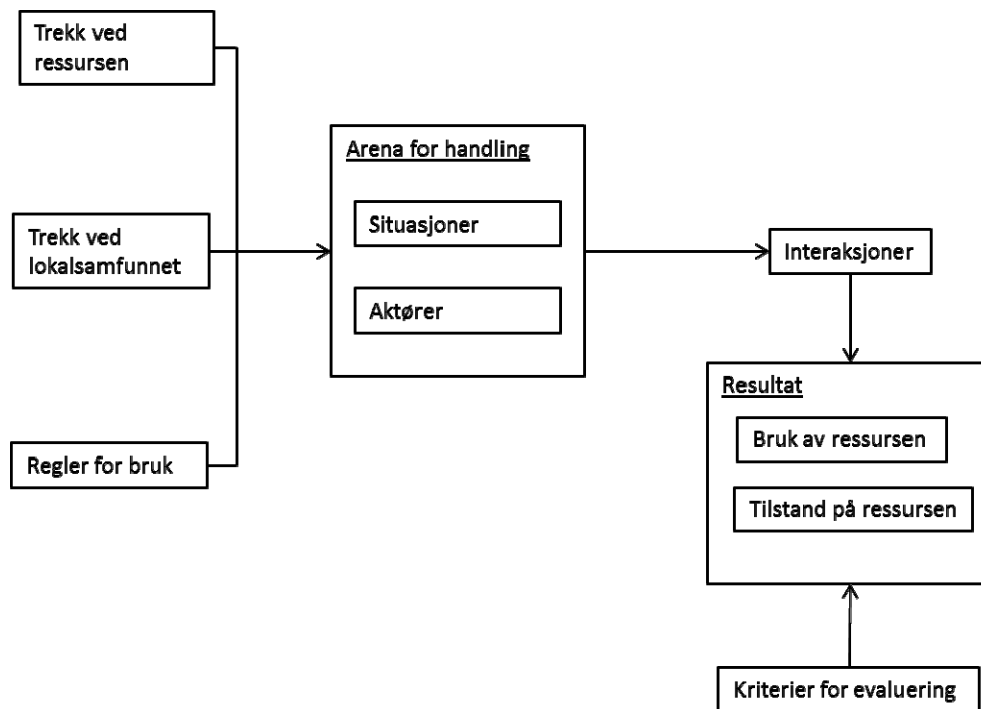 Trekk ved
ressursen
Trekk ved
lokalsamfunnet
Regler for bruk
Arena for handling
Situasjoner
Aktører
Interaksjoner
Resultat
Bruk av ressursen
Tilstand på ressursen
Kriterier for evaluering